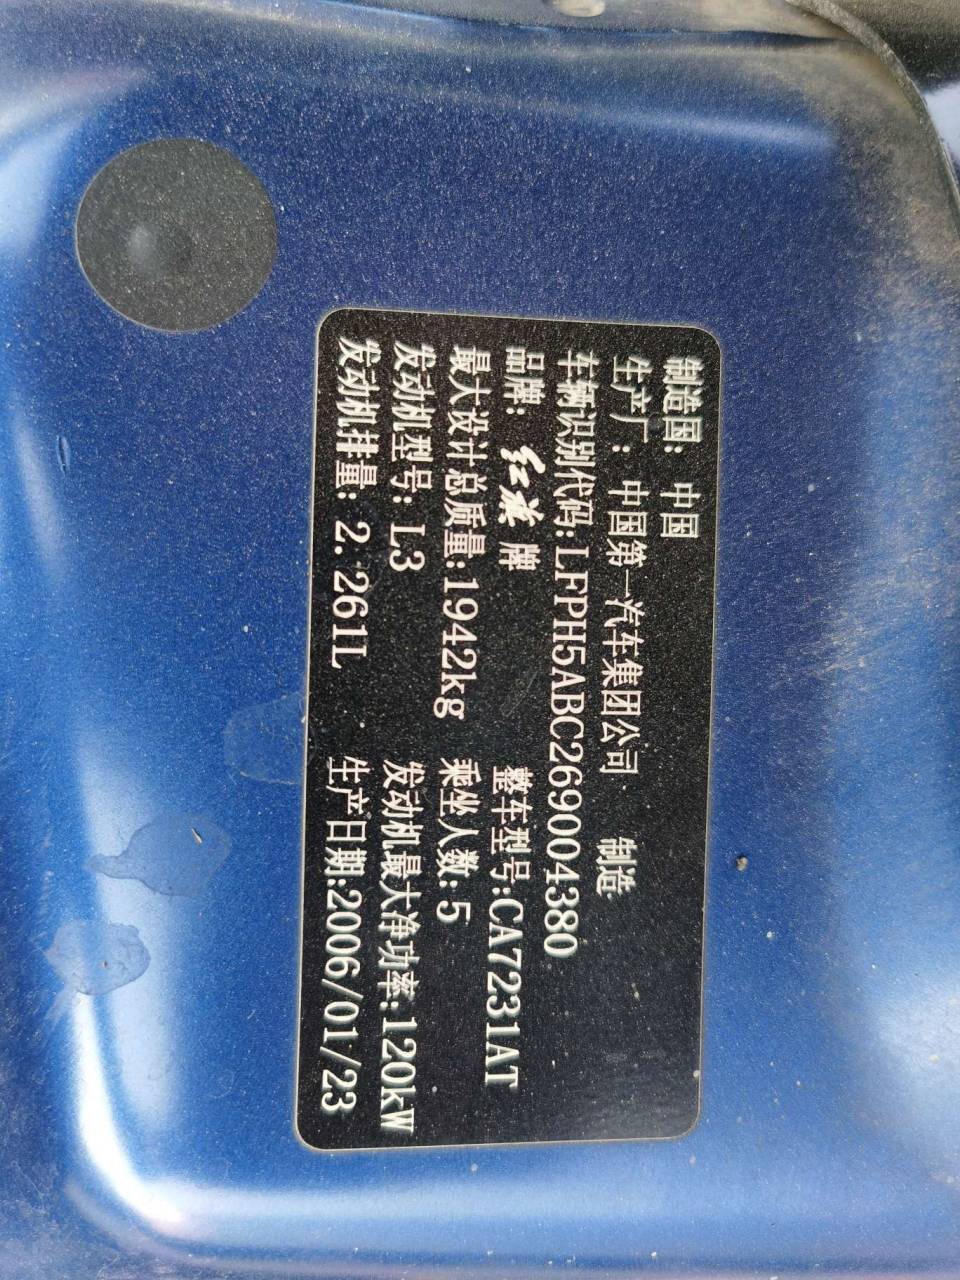 制造国: 中国
生产厂: 中国第一汽车集团公司 制造
车辆识别代码:LFPH5ABC269004380
品牌: 红旗 牌 整车型号:CA7231AT
最大设计总质量:1942kg 乘坐人数:5
发动机型号: L3 发动机最大净功率:120kW
发动机排量: 2.261L 生产日期:2006/01/23